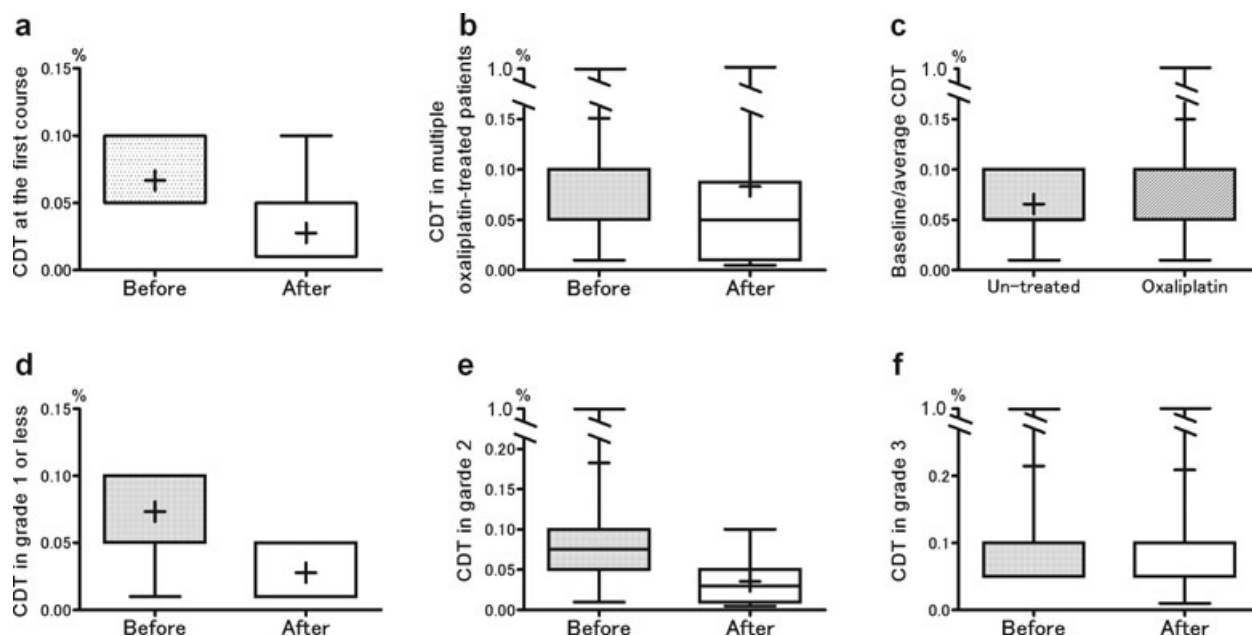 a
%
CDT at the first course
0.15
0.10
0.05
0.00
Before
After
b
%
CDT in multiple
oxaliplatin-treated patients
1.0
0.15
0.10
0.05
0.00
Before
After
c
%
Baseline/average CDT
1.0
0.15
0.10
0.05
0.00
Un-treated
Oxaliplatin
d
%
CDT in grade 1 or less
0.15
0.10
0.05
0.00
Before
After
e
%
CDT in garde 2
1.0
0.20
0.10
0.05
0.00
Before
After
f
%
CDT in grade 3
1.0
0.2
0.1
0.0
Before
After